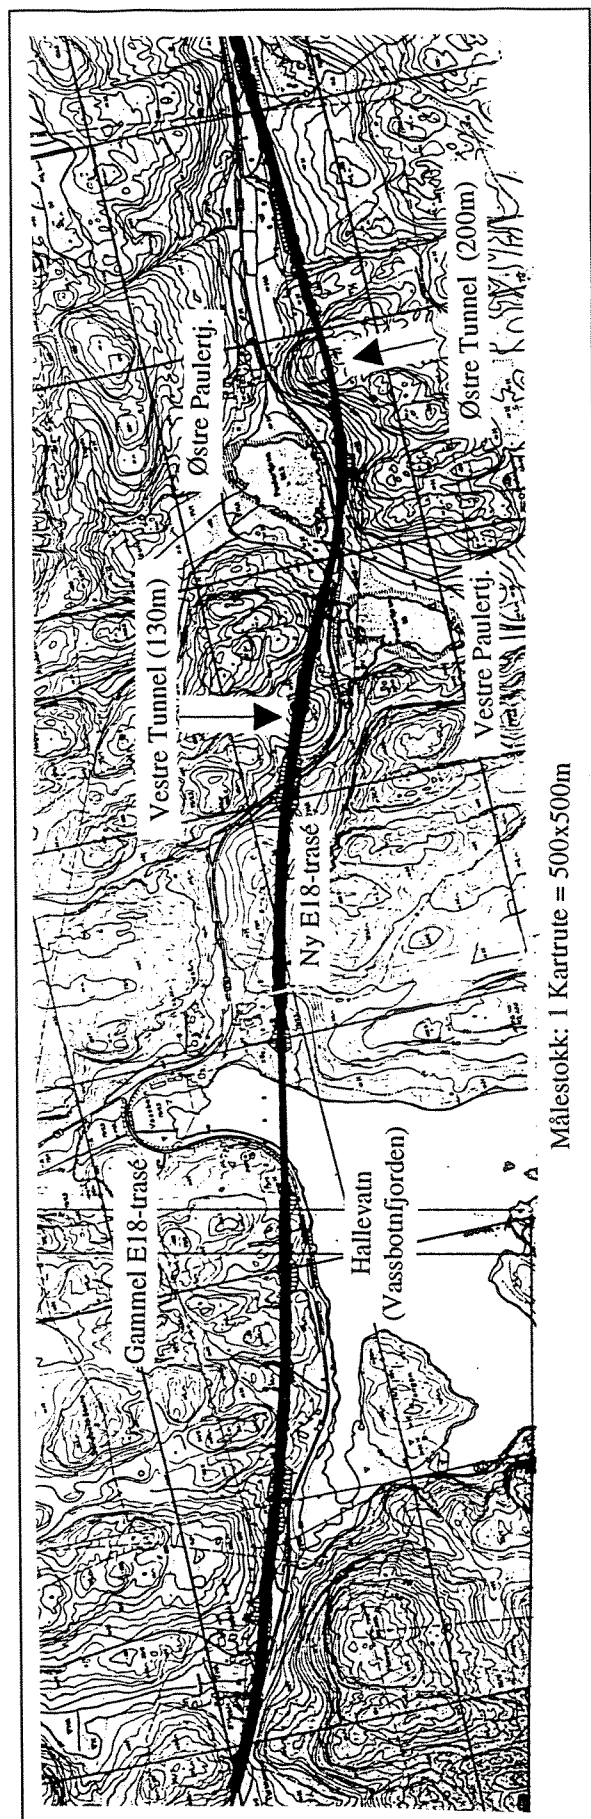 Gammel E18-trasé
Hallevatn
(Vassbotnfjorden)
Ny E18-trasé
Vestre Tunnel (130m)
Østre Paulertj.
Vestre Paulertj.
Østre Tunnel (200m)
Målestokk: 1 Kartrute = 500x500m